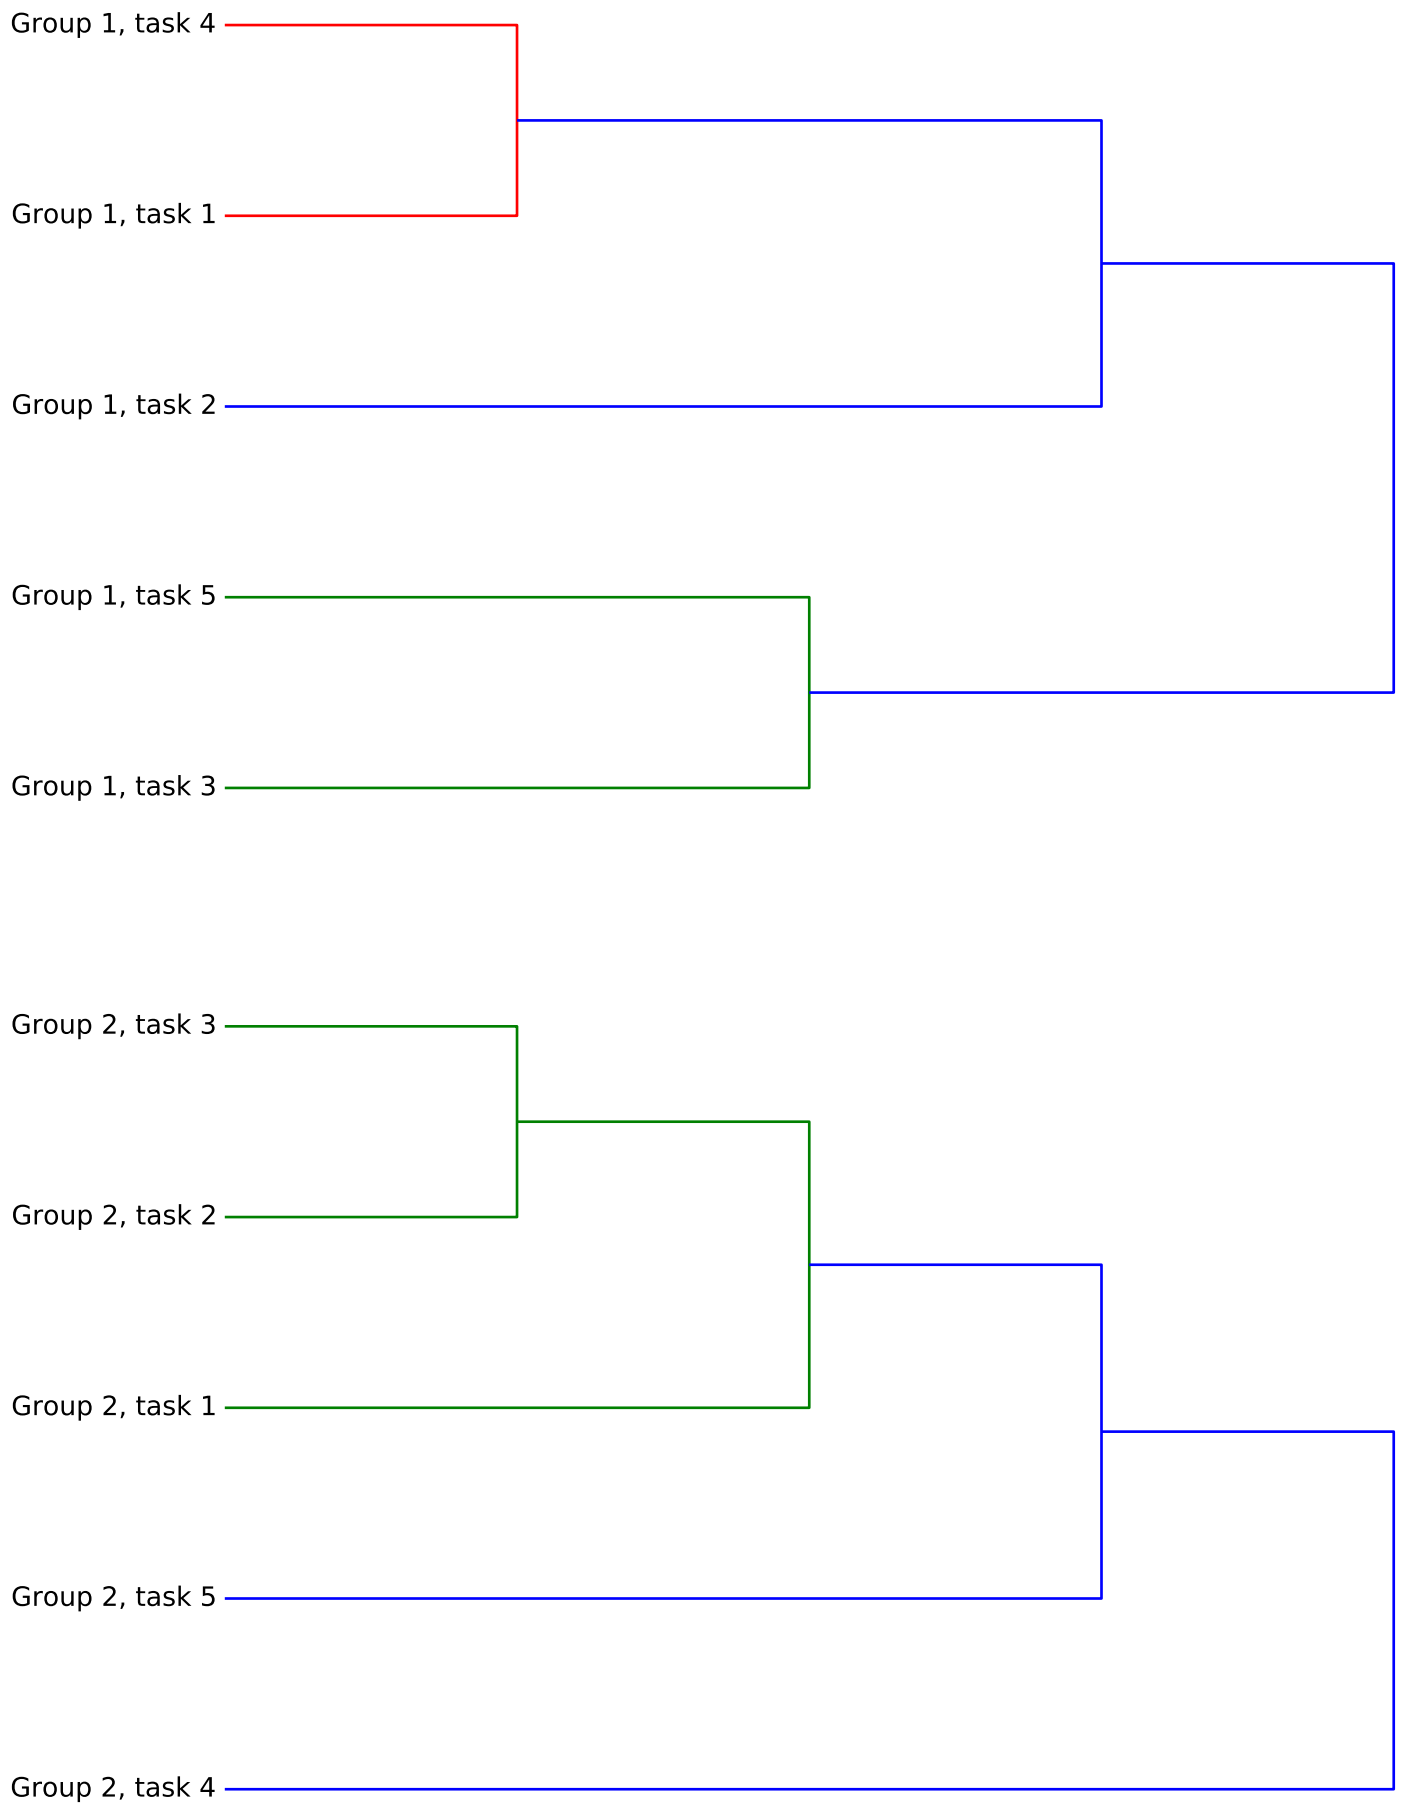 Group 1, task 4
Group 1, task 1
Group 1, task 2
Group 1, task 5
Group 1, task 3
Group 2, task 3
Group 2, task 2
Group 2, task 1
Group 2, task 5
Group 2, task 4